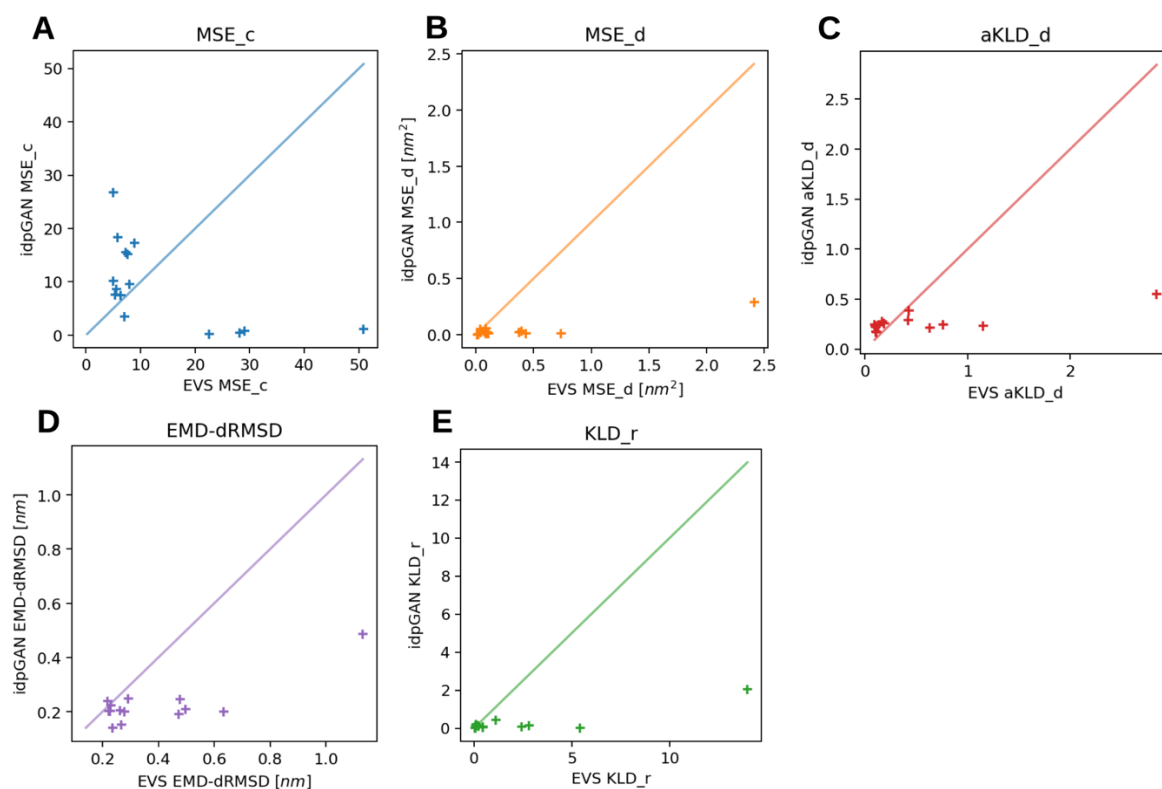 A
MSE_c
50
40
30
20
10
0
idpGAN MSE_c
0
10
20
30
40
50
EVS MSE_c
B
MSE_d
2.5
2.0
1.5
1.0
0.5
0.0
idpGAN MSE_d [nm²]
0.0
0.5
1.0
1.5
2.0
2.5
EVS MSE_d [nm²]
C
aKLD_d
2.5
2.0
1.5
1.0
0.5
0.0
idpGAN aKLD_d
0
1
2
EVS aKLD_d
D
EMD-dRMSD
1.0
0.8
0.6
0.4
0.2
idpGAN EMD-dRMSD [nm]
0.2
0.4
0.6
0.8
1.0
EVS EMD-dRMSD [nm]
E
KLD_r
14
12
10
8
6
4
2
0
idpGAN KLD_r
0
5
10
EVS KLD_r